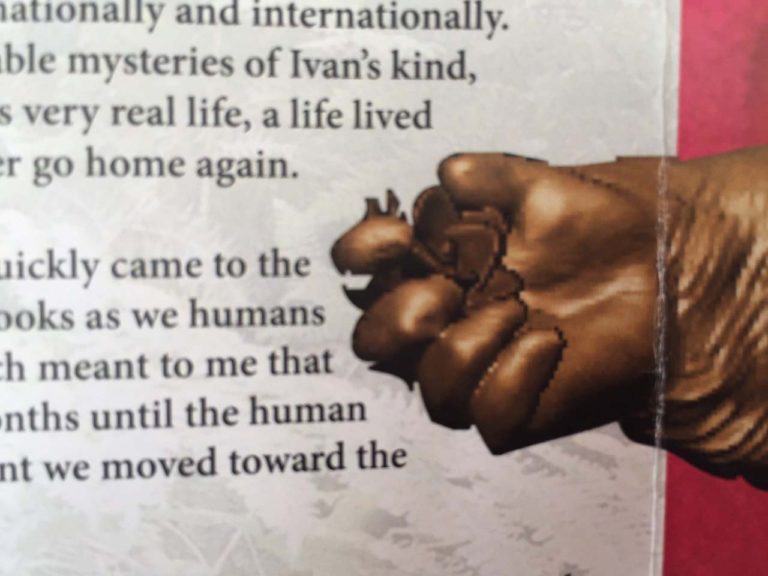 nationally and internationally.
able mysteries of Ivan's kind,
s very real life, a life lived
er go home again.
uickly came to the
ooks as we humans
ch meant to me that
onths until the human
nt we moved toward the